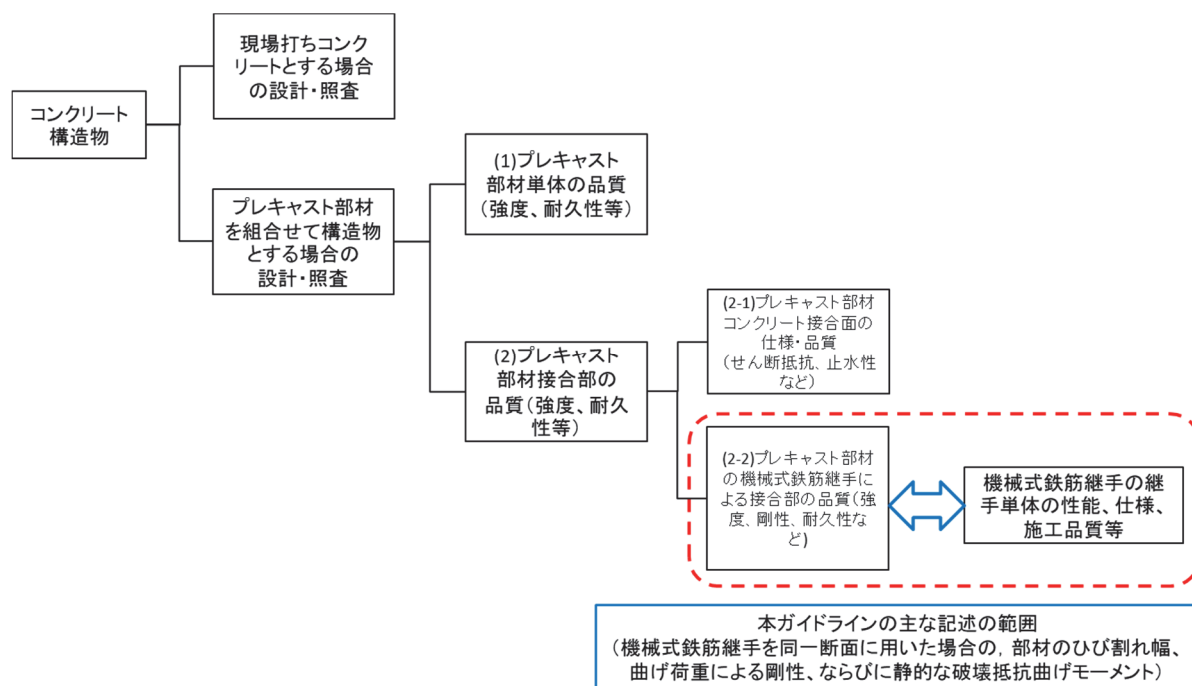 コンクリート
構造物
現場打ちコンク
リートとする場合
の設計・照査
プレキャスト部材
を組合せて構造物
とする場合の
設計・照査
(1)プレキャスト
部材単体の品質
（強度、耐久性等）
(2)プレキャスト
部材接合部の
品質（強度、耐久
性等）
(2-1)プレキャスト部材
コンクリート接合面の
仕様・品質
（せん断抵抗、止水性
など）
(2-2)プレキャスト部材
の機械式鉄筋継手によ
る接合部の品質（強
度、剛性、耐久性な
ど)
機械式鉄筋継手の継
手単体の性能、仕様、
施工品質等
本ガイドラインの主な記述の範囲
（機械式鉄筋継手を同一断面に用いた場合の，部材のひび割れ幅、
曲げ荷重による剛性、ならびに静的な破壊抵抗曲げモーメント）